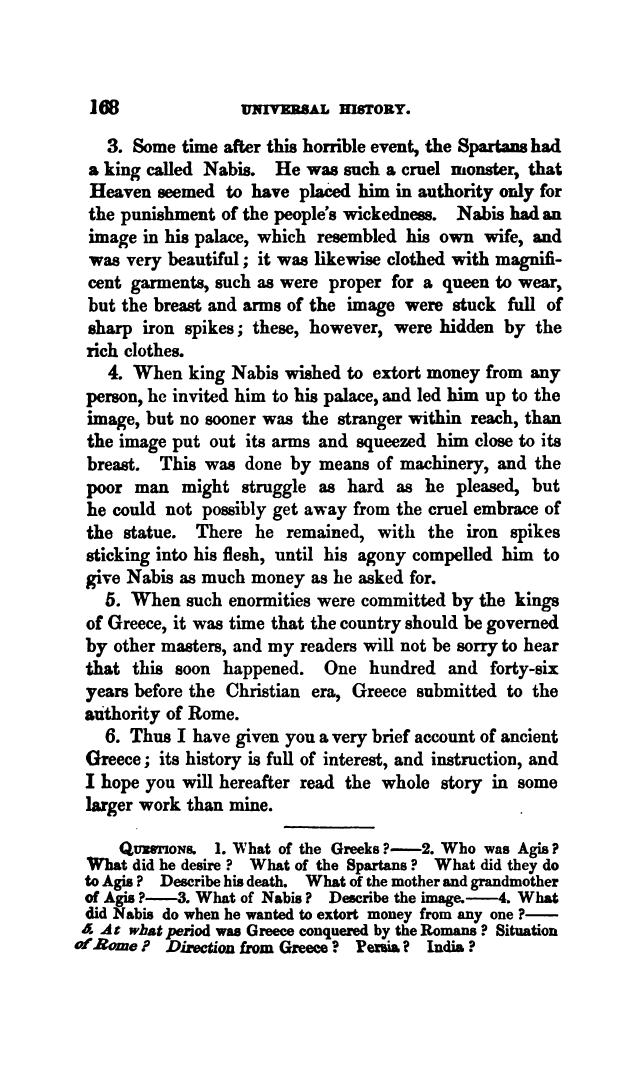 168 UNIVERSAL HISTORY.
3. Some time after this horrible event, the Spartans had
a king called Nabis. He was such a cruel monster, that
Heaven seemed to have placed him in authority only for
the punishment of the people's wickedness. Nabis had an
image in his palace, which resembled his own wife, and
was very beautiful; it was likewise clothed with magnifi-
cent garments, such as were proper for a queen to wear,
but the breast and arms of the image were stuck full of
sharp iron spikes; these, however, were hidden by the
rich clothes.
4. When king Nabis wished to extort money from any
person, he invited him to his palace, and led him up to the
image, but no sooner was the stranger within reach, than
the image put out its arms and squeezed him close to its
breast. This was done by means of machinery, and the
poor man might struggle as hard as he pleased, but
he could not possibly get away from the cruel embrace of
the statue. There he remained, with the iron spikes
sticking into his flesh, until his agony compelled him to
give Nabis as much money as he asked for.
5. When such enormities were committed by the kings
of Greece, it was time that the country should be governed
by other masters, and my readers will not be sorry to hear
that this soon happened. One hundred and forty-six
years before the Christian era, Greece submitted to the
authority of Rome.
6. Thus I have given you a very brief account of ancient
Greece; its history is full of interest, and instruction, and
I hope you will hereafter read the whole story in some
larger work than mine.
QUESTIONS. 1. What of the Greeks?——2. Who was Agis?
What did he desire? What of the Spartans? What did they do
to Agis? Describe his death. What of the mother and grandmother
of Agis?——3. What of Nabis? Describe the image.——4. What
did Nabis do when he wanted to extort money from any one?——
5. At what period was Greece conquered by the Romans? Situation
of Rome? Direction from Greece? Persia? India?